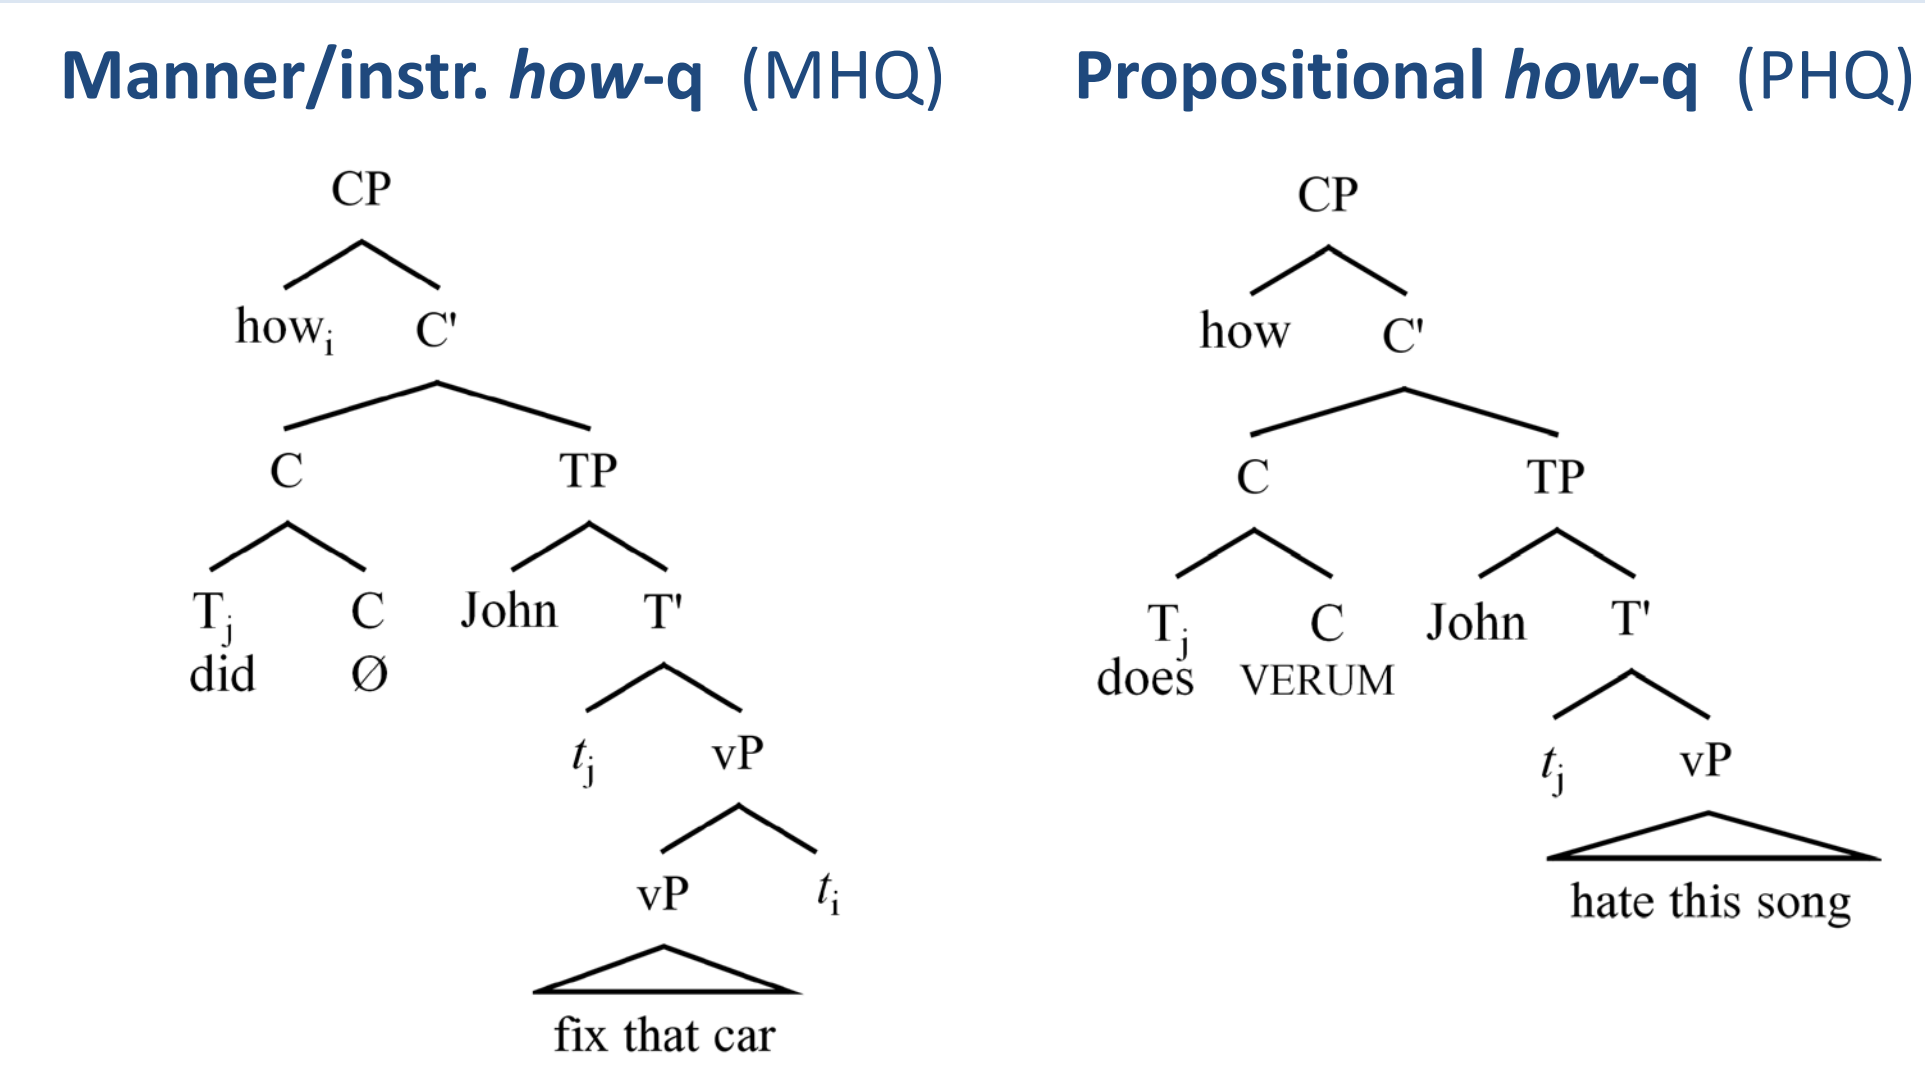 Manner/instr. how-q (MHQ)
CP
howi C'
C TP
Tj C John T'
did Ø
tj vP
vP ti
fix that car
Propositional how-q (PHQ)
CP
how C'
C TP
Tj C John T'
does VERUM
tj vP
hate this song